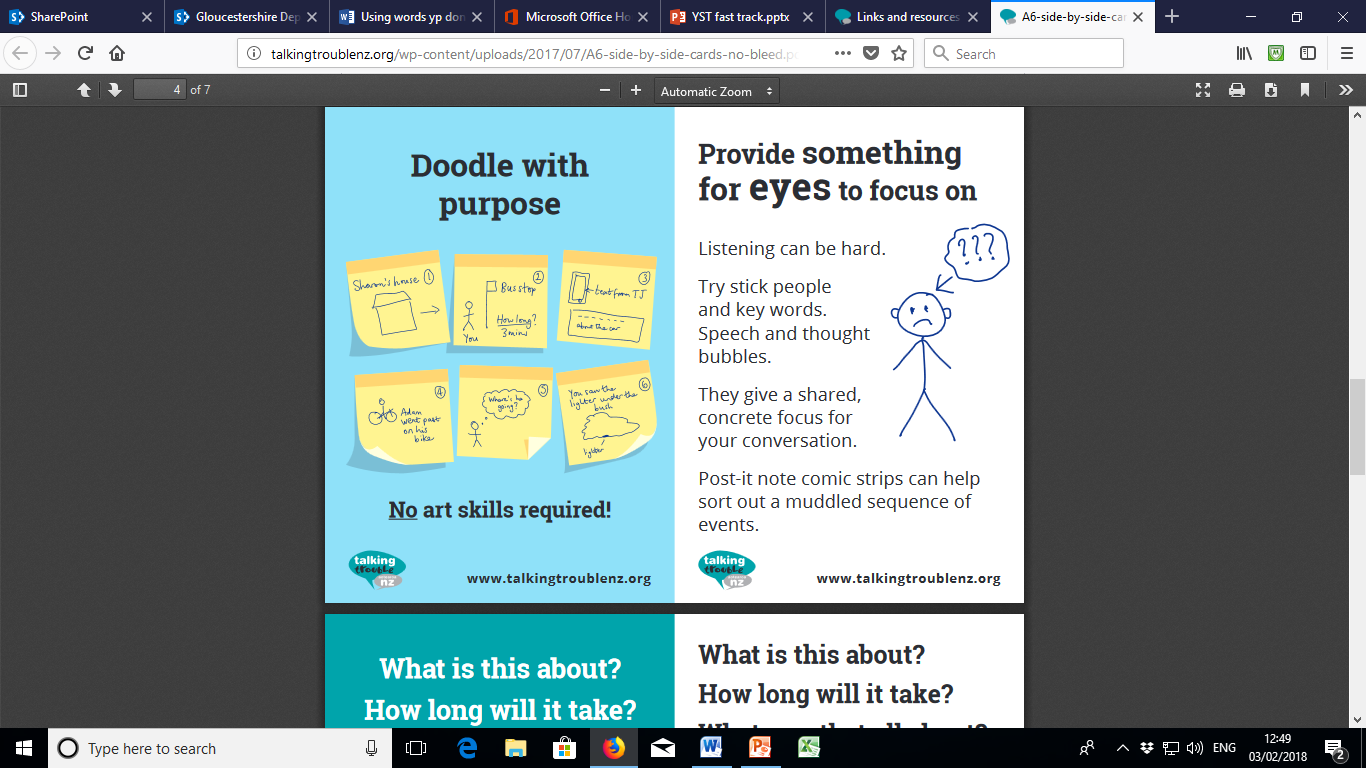 SharePoint
Gloucestershire Dep
Using words yp don
Microsoft Office Ho
YST fast track.pptx
Links and resources
A6-side-by-side-car
talkingtroublenz.org/wp-content/uploads/2017/07/A6-side-by-side-cards-no-bleed.p
Search
4 of 7
Automatic Zoom
Doodle with
purpose
Sharon's house 1
2
Bus stop
How long?
3 mins
You
3
text from TJ
about the car
4
Adam
went past
on his
bike
5
Where's he
going?
6
You saw the
lighter under the
bush
lighter
No art skills required!
talking
trouble
nz
www.talkingtroublenz.org
Provide something
for eyes to focus on
Listening can be hard.
Try stick people
and key words.
Speech and thought
bubbles.
They give a shared,
concrete focus for
your conversation.
Post-it note comic strips can help
sort out a muddled sequence of
events.
???
talking
trouble
nz
www.talkingtroublenz.org
What is this about?
How long will it take?
What is this about?
How long will it take?
Type here to search
ENG
12:49
03/02/2018
2